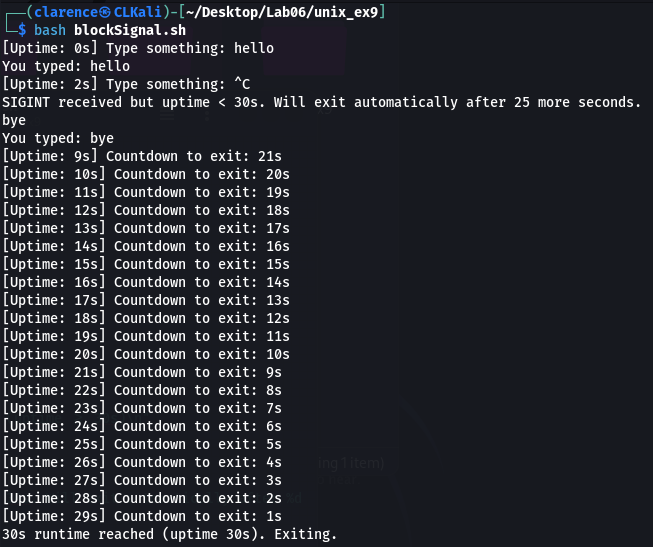 ┌──(clarence㉿CLKali)-[~/Desktop/Lab06/unix_ex9]
└─$ bash blockSignal.sh
[Uptime: 0s] Type something: hello
You typed: hello
[Uptime: 2s] Type something: ^C
SIGINT received but uptime < 30s. Will exit automatically after 25 more seconds.
bye
You typed: bye
[Uptime: 9s] Countdown to exit: 21s
[Uptime: 10s] Countdown to exit: 20s
[Uptime: 11s] Countdown to exit: 19s
[Uptime: 12s] Countdown to exit: 18s
[Uptime: 13s] Countdown to exit: 17s
[Uptime: 14s] Countdown to exit: 16s
[Uptime: 15s] Countdown to exit: 15s
[Uptime: 16s] Countdown to exit: 14s
[Uptime: 17s] Countdown to exit: 13s
[Uptime: 18s] Countdown to exit: 12s
[Uptime: 19s] Countdown to exit: 11s
[Uptime: 20s] Countdown to exit: 10s
[Uptime: 21s] Countdown to exit: 9s
[Uptime: 22s] Countdown to exit: 8s
[Uptime: 23s] Countdown to exit: 7s
[Uptime: 24s] Countdown to exit: 6s
[Uptime: 25s] Countdown to exit: 5s
[Uptime: 26s] Countdown to exit: 4s
[Uptime: 27s] Countdown to exit: 3s
[Uptime: 28s] Countdown to exit: 2s
[Uptime: 29s] Countdown to exit: 1s
30s runtime reached (uptime 30s). Exiting.